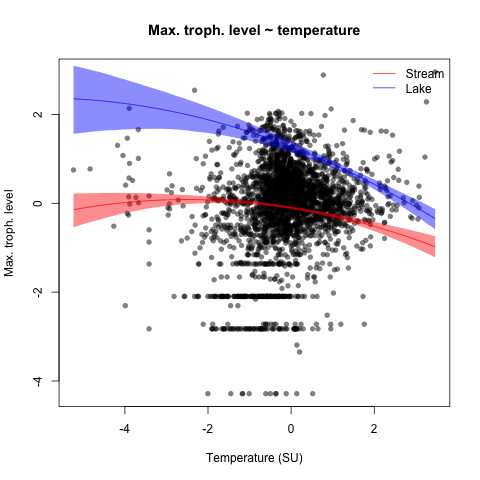 Max. troph. level ~ temperature
Stream
Lake
Max. troph. level
2
0
-2
-4
-4
-2
0
2
Temperature (SU)